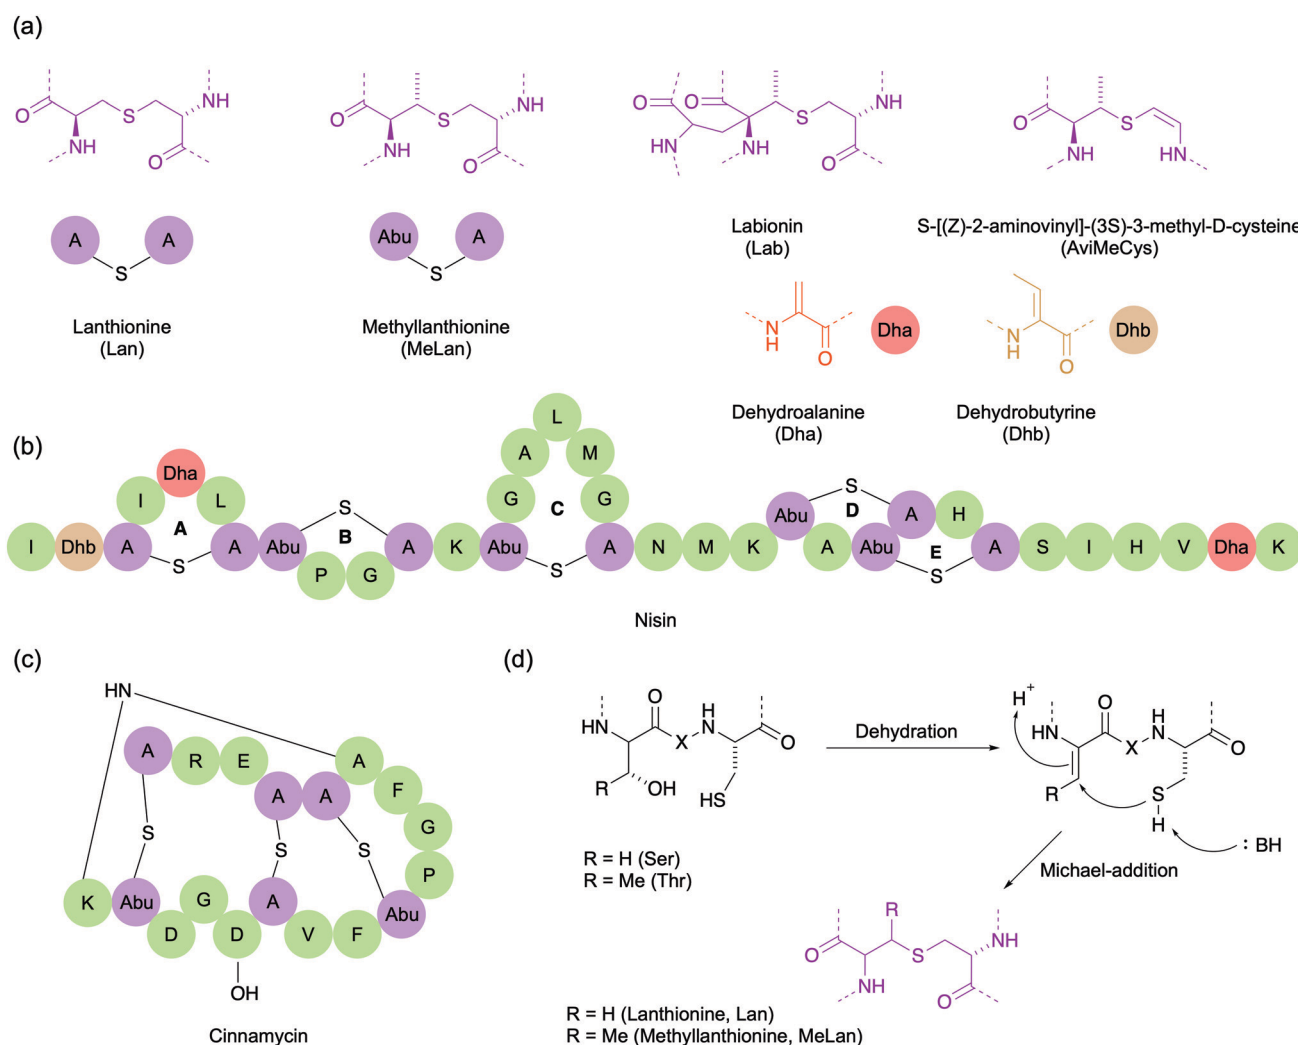 (a)
O
S
NH
NH
O
O
S
NH
NH
O
O
O
HN
NH
S
NH
O
O
S
NH
HN
A
A
S
Abu
A
S
Lanthionine
(Lan)
Methyllanthionine
(MeLan)
Labionin
(Lab)
S-[(Z)-2-aminovinyl]-(3S)-3-methyl-D-cysteine
(AviMeCys)
N
H
O
Dha
N
H
O
Dhb
Dehydroalanine
(Dha)
Dehydrobutyrine
(Dhb)
(b)
I
Dhb
A
I
Dha
L
A
A
S
Abu
S
B
P
G
A
K
Abu
G
A
L
M
G
C
S
A
N
M
K
Abu
S
D
A
A
Abu
H
E
S
A
S
I
H
V
Dha
K
Nisin
(c)
HN
A
R
E
A
A
A
F
G
P
S
S
S
K
Abu
D
G
D
A
V
F
Abu
OH
Cinnamycin
(d)
HN
O
X
H
N
O
R
OH
HS
R = H (Ser)
R = Me (Thr)
Dehydration
H+
HN
O
X
H
N
O
R
S
H
: BH
Michael-addition
R
O
S
NH
NH
O
R = H (Lanthionine, Lan)
R = Me (Methyllanthionine, MeLan)